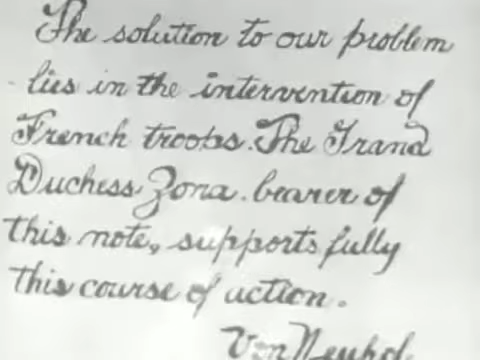 The solution to our problem
lies in the intervention of
French troops. The Grand
Duchess Zona. bearer of
this note, supports fully
this course of action.
Von